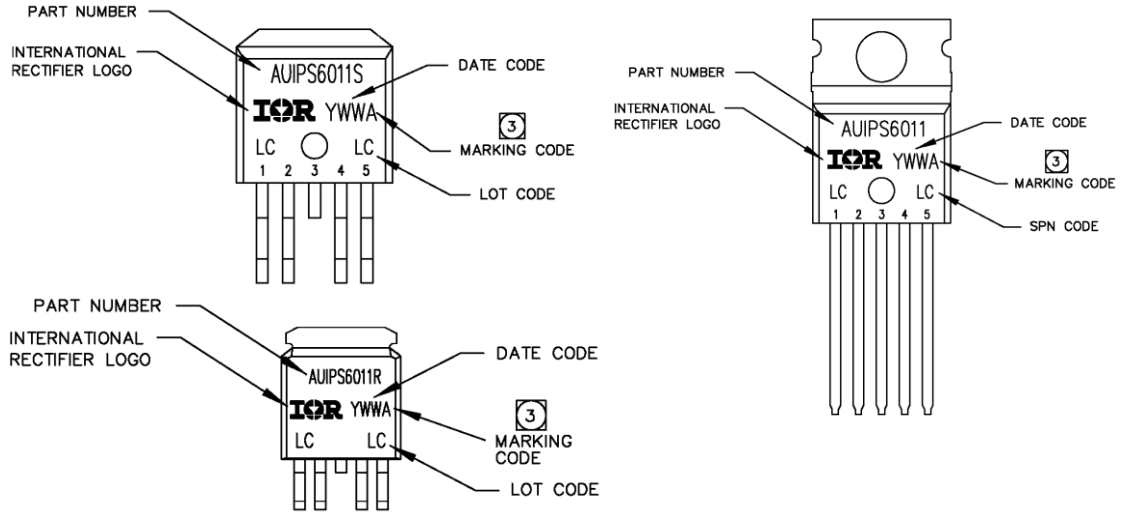 PART NUMBER
INTERNATIONAL
RECTIFIER LOGO
AUIPS6011S
DATE CODE
IOR YWWA
3
MARKING CODE
LC LC
1 2 3 4 5
LOT CODE
PART NUMBER
INTERNATIONAL
RECTIFIER LOGO
AUIPS6011R
DATE CODE
IOR YWWA
3
MARKING
CODE
LC LC
LOT CODE
PART NUMBER
INTERNATIONAL
RECTIFIER LOGO
AUIPS6011
DATE CODE
IOR YWWA
3
MARKING CODE
LC LC
1 2 3 4 5
SPN CODE